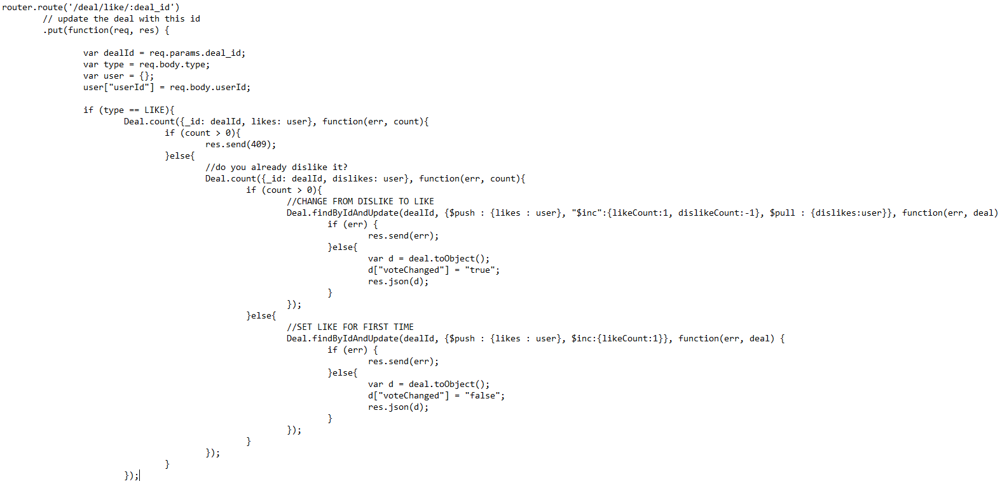 router.route('/deal/like/:deal_id')
// update the deal with this id
.put(function(req, res) {
var dealId = req.params.deal_id;
var type = req.body.type;
var user = {};
user["userId"] = req.body.userId;
if (type == LIKE){
Deal.count({_id: dealId, likes: user}, function(err, count){
if (count > 0){
res.send(409);
}else{
//do you already dislike it?
Deal.count({_id: dealId, dislikes: user}, function(err, count){
if (count > 0){
//CHANGE FROM DISLIKE TO LIKE
Deal.findByIdAndUpdate(dealId, {$push : {likes : user}, "$inc":{likeCount:1, dislikeCount:-1}, $pull : {dislikes:user}}, function(err, deal)
if (err) {
res.send(err);
}else{
var d = deal.toObject();
d["voteChanged"] = "true";
res.json(d);
}
});
}else{
//SET LIKE FOR FIRST TIME
Deal.findByIdAndUpdate(dealId, {$push : {likes : user}, $inc:{likeCount:1}}, function(err, deal) {
if (err) {
res.send(err);
}else{
var d = deal.toObject();
d["voteChanged"] = "false";
res.json(d);
}
});
}
});
}
});